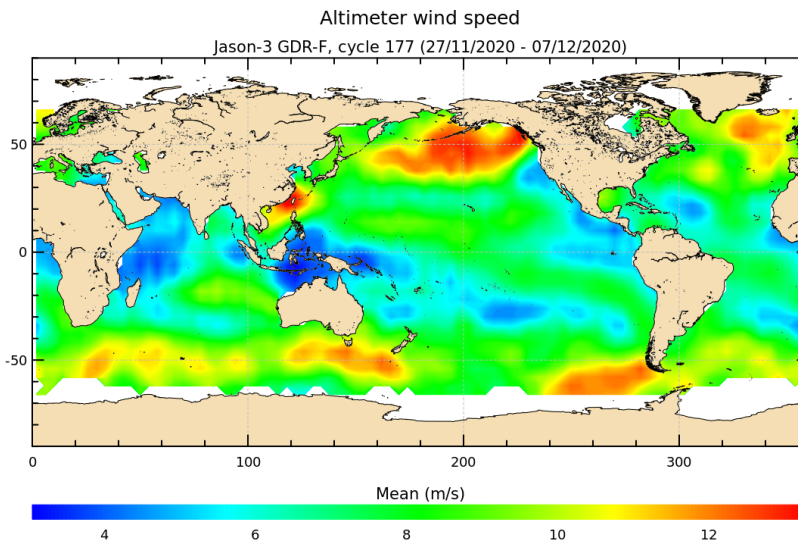 Altimeter wind speed
Jason-3 GDR-F, cycle 177 (27/11/2020 - 07/12/2020)
50
0
-50
0 100 200 300
Mean (m/s)
4 6 8 10 12